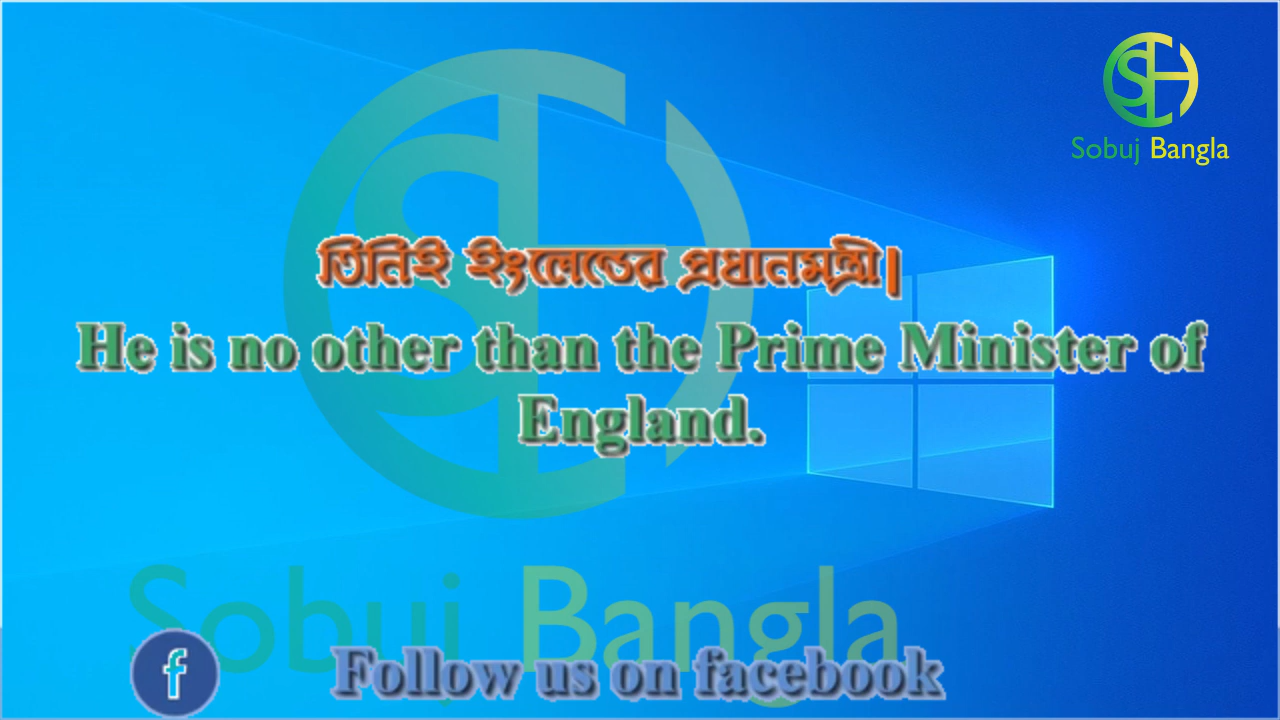 Sobuj Bangla
তিনিই ইংলেন্ডের প্রধানমন্ত্রী।
He is no other than the Prime Minister of
England.
Sobuj Bangla
Follow us on facebook